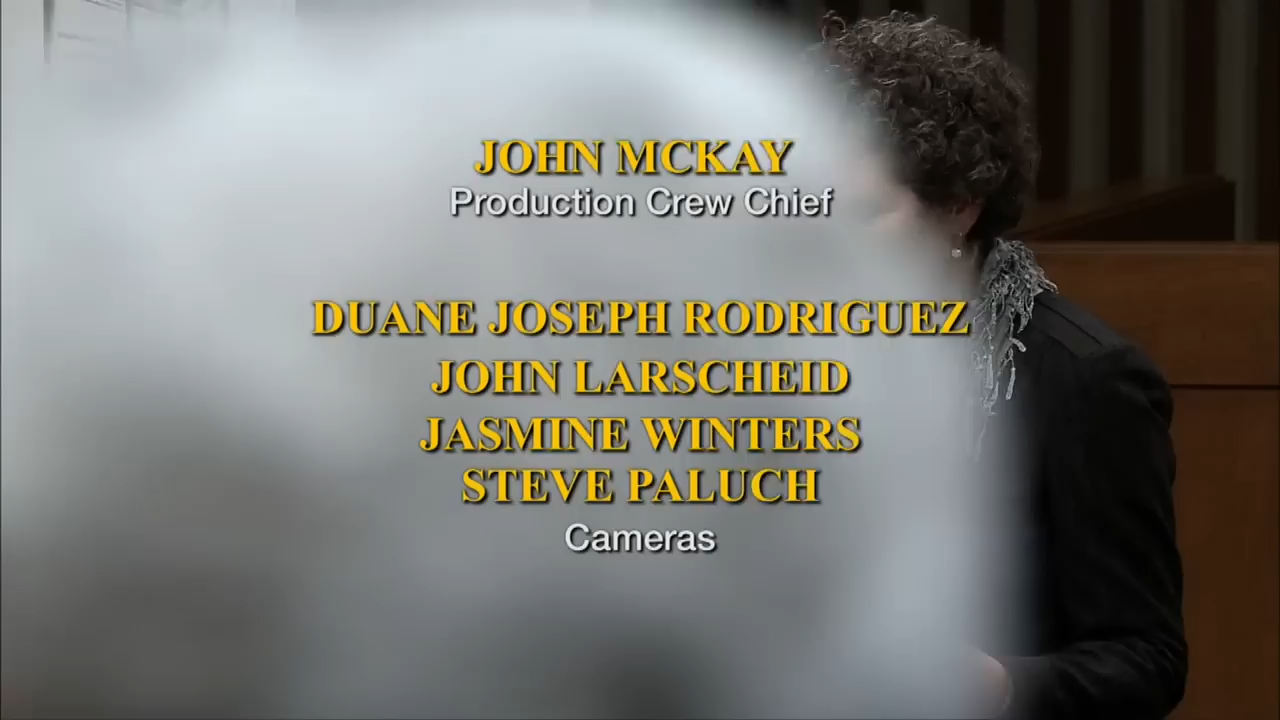 JOHN MCKAY
Production Crew Chief
DUANE JOSEPH RODRIGUEZ
JOHN LARSCHEID
JASMINE WINTERS
STEVE PALUCH
Cameras